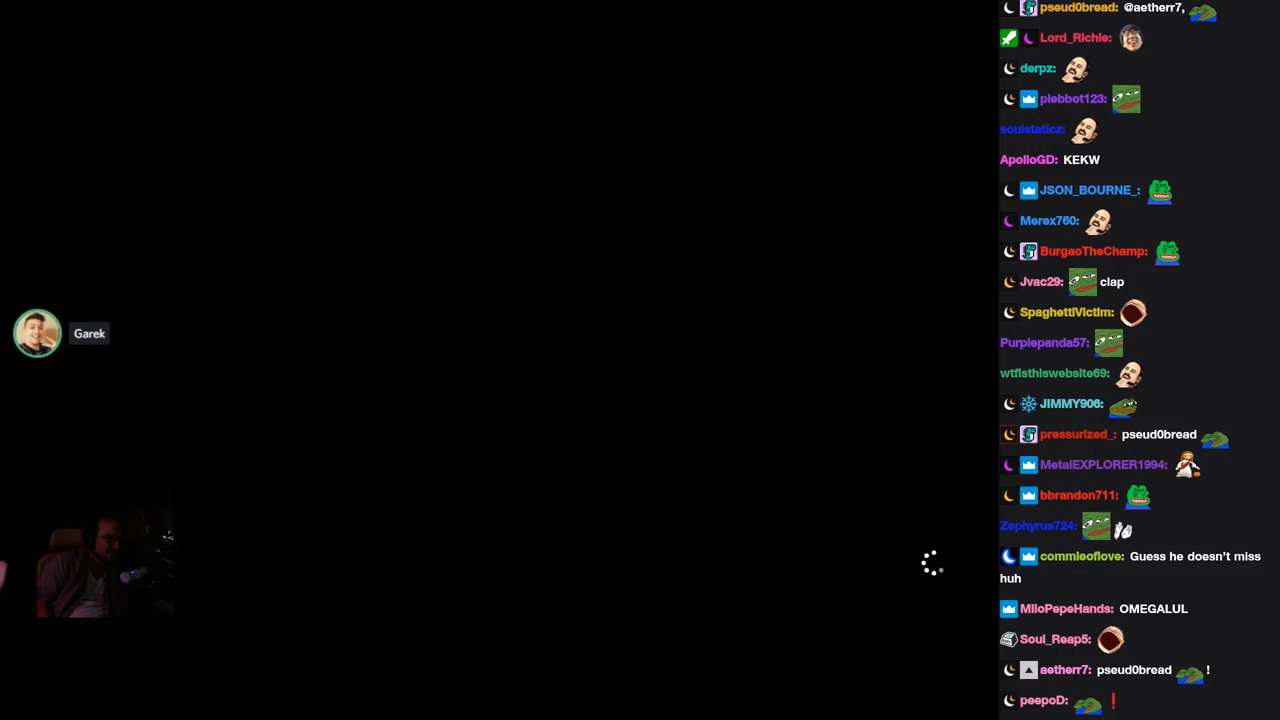 pseud0bread: @aetherr7,
Lord_Richie:
derpz:
plebbot123:
soulstaticz:
ApolloGD: KEKW
JSON_BOURNE_:
Merex760:
BurgaoTheChamp:
Jvac29: clap
SpaghettiVictim:
Purplepanda57:
wtfisthiswebsite69:
JIMMY906:
pressurized_: pseud0bread
MetalEXPLORER1994:
bbrandon711:
Zephyrus724:
commieoflove: Guess he doesn't miss
huh
MiloPepeHands: OMEGALUL
Soul_Reap5:
aetherr7: pseud0bread !
peepoD: ❗
Garek